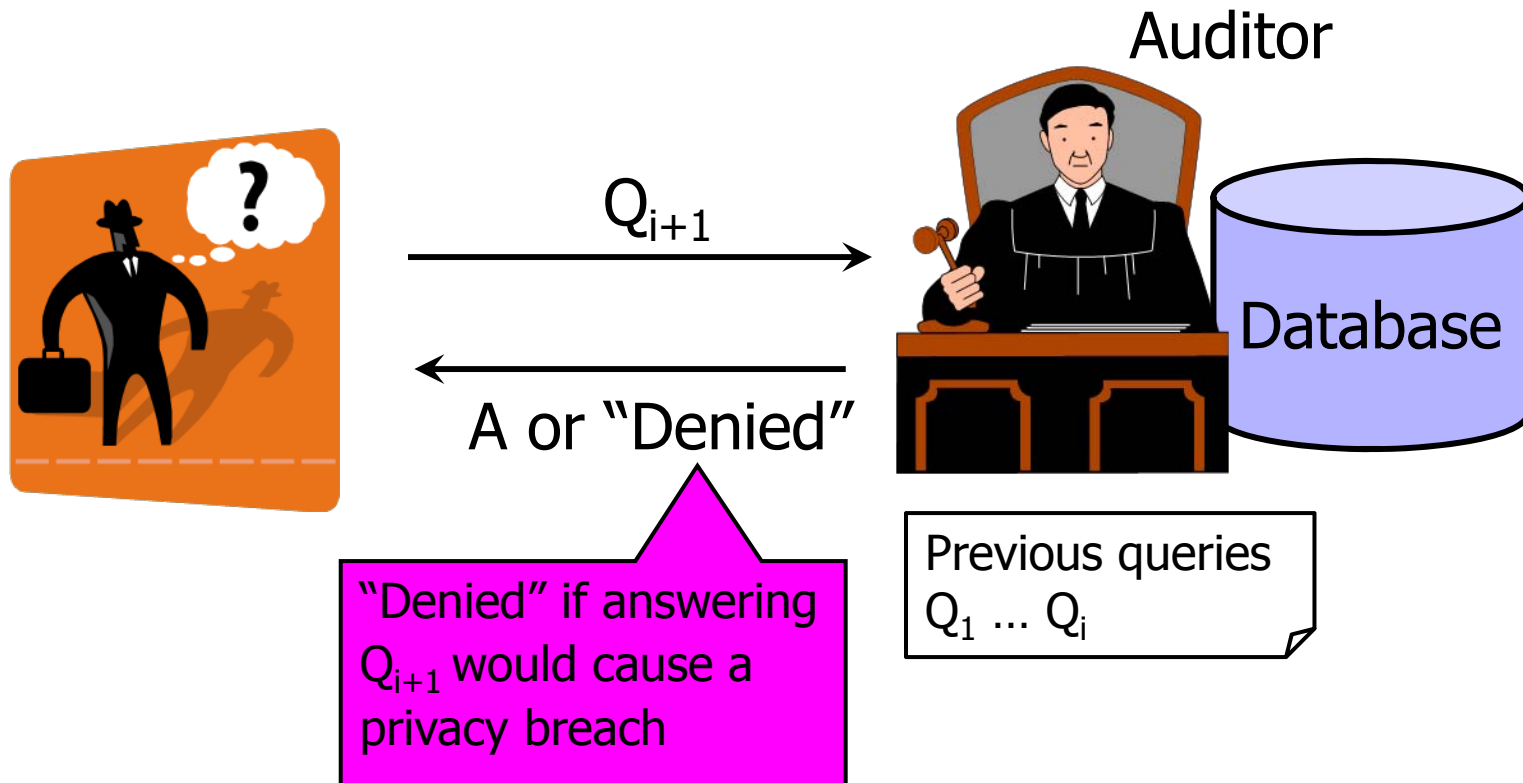 Auditor
?
Q_{i+1}
Database
A or “Denied”
Previous queries
Q_1 … Q_i
“Denied” if answering
Q_{i+1} would cause a
privacy breach